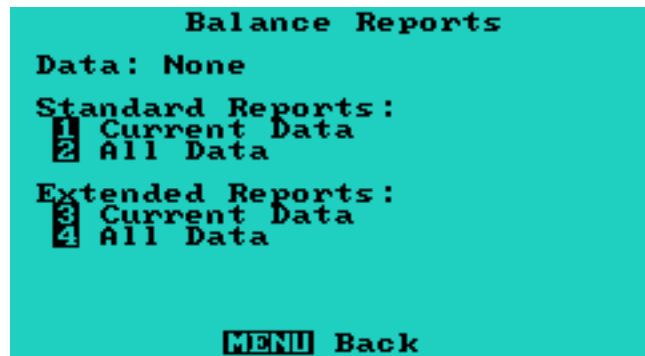 Balance Reports
Data: None
Standard Reports:
1 Current Data
2 All Data
Extended Reports:
3 Current Data
4 All Data
MENU Back